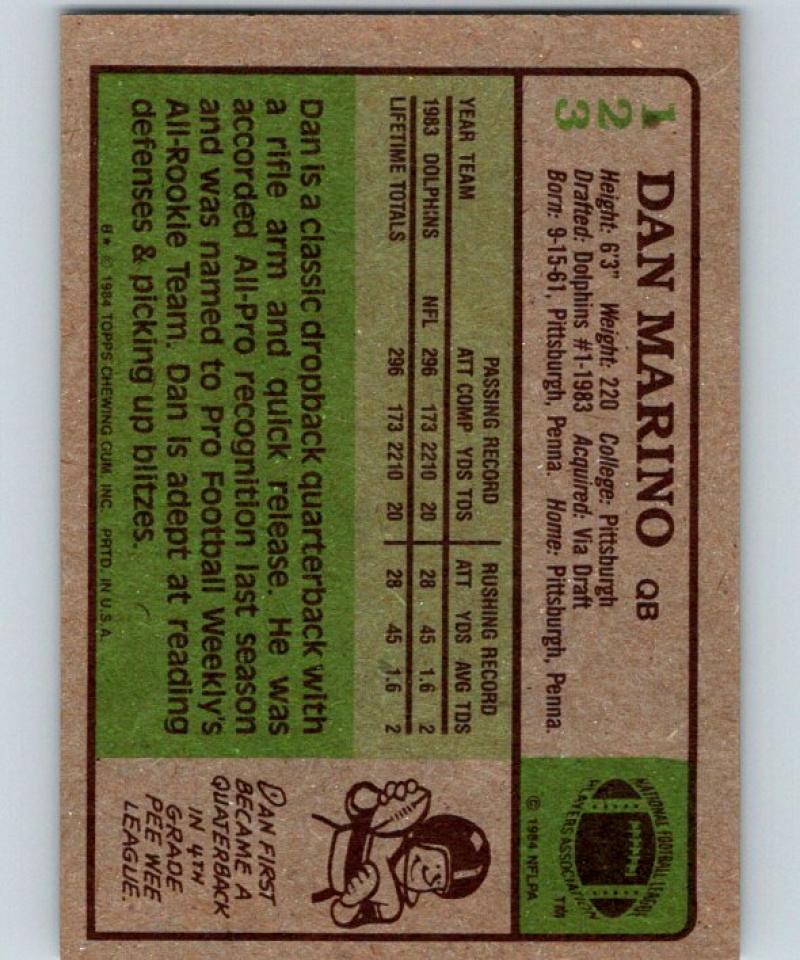 123
DAN MARINO QB
Height: 6'3" Weight: 220 College: Pittsburgh
Drafted: Dolphins #1-1983 Acquired: Via Draft
Born: 9-15-61, Pittsburgh, Penna. Home: Pittsburgh, Penna.
NATIONAL FOOTBALL LEAGUE
PLAYERS ASSOCIATION
TM
© 1984 NFLPA
PASSING RECORD RUSHING RECORD
YEAR TEAM ATT COMP YDS TDS ATT YDS AVG TDS
1983 DOLPHINS NFL 296 173 2210 20 28 45 1.6 2
LIFETIME TOTALS 296 173 2210 20 28 45 1.6 2
Dan is a classic dropback quarterback with
a rifle arm and quick release. He was
accorded All-Pro recognition last season
and was named to Pro Football Weekly's
All-Rookie Team. Dan is adept at reading
defenses & picking up blitzes.
8* © 1984 TOPPS CHEWING GUM, INC. PRTD. IN U.S.A.
DAN FIRST
BECAME A
QUATERBACK
IN 4TH
GRADE
PEE WEE
LEAGUE.